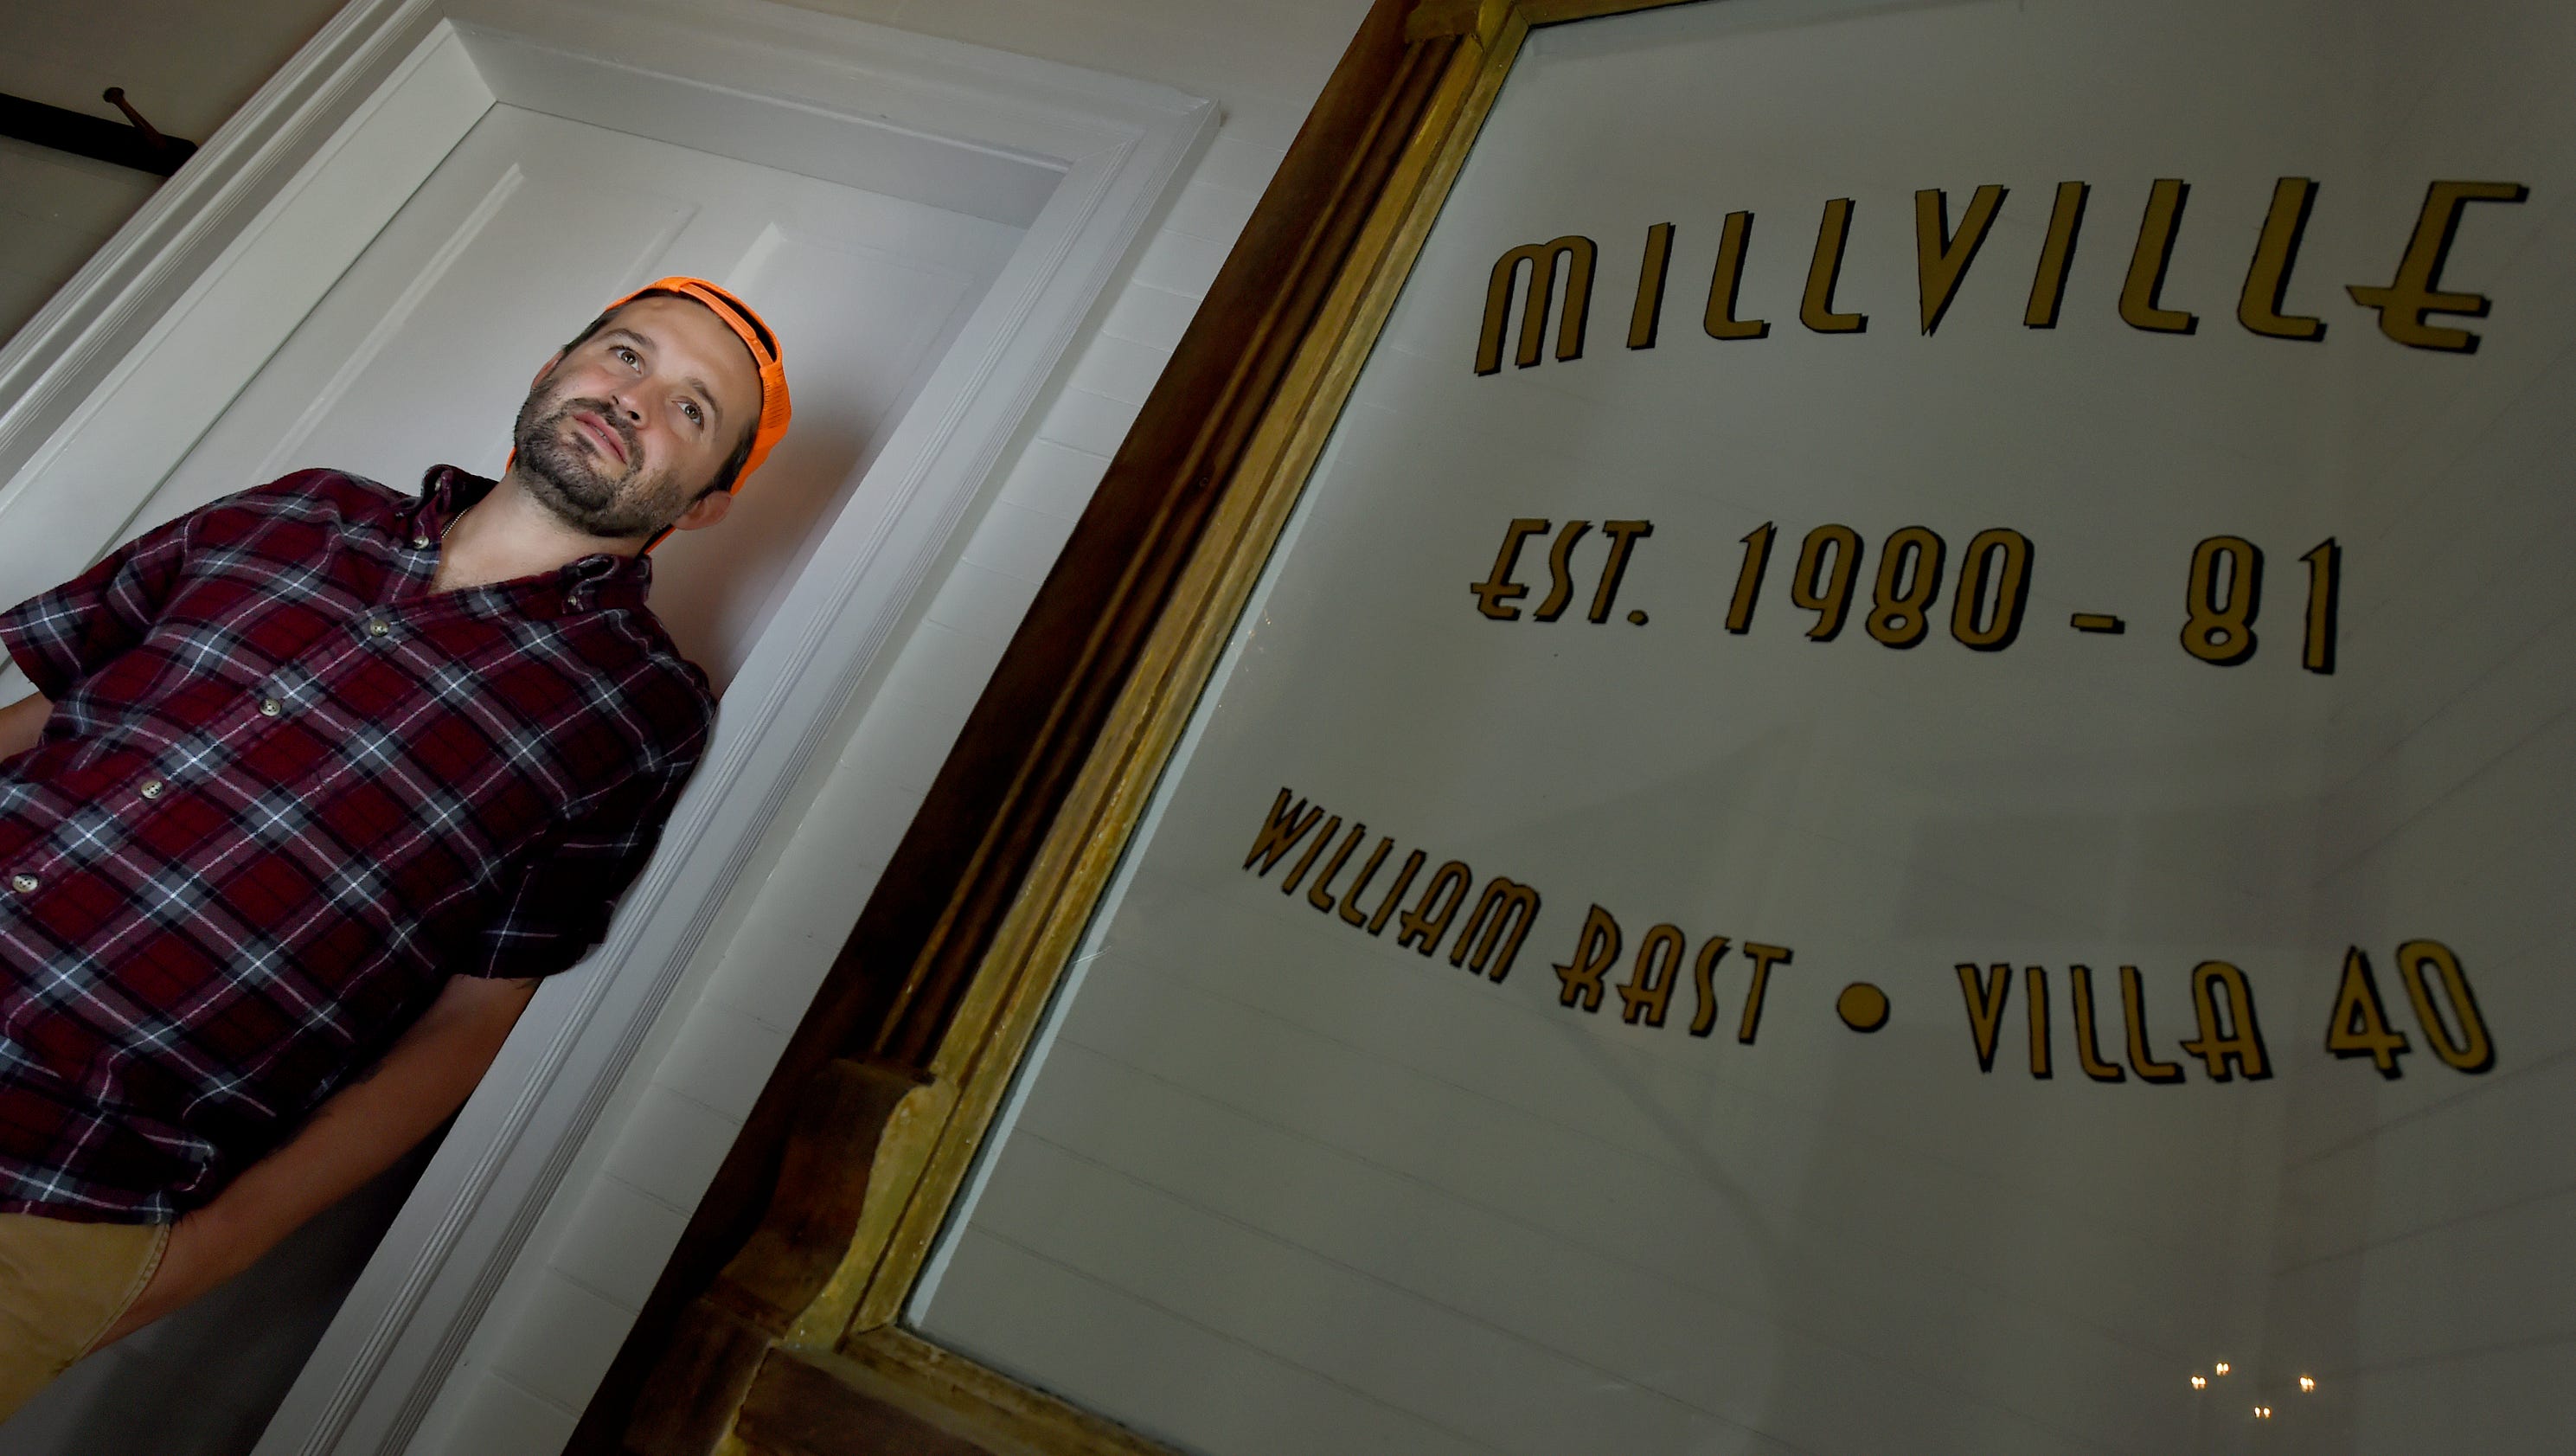 MILLVILLE
EST. 1980 - 81
WILLIAM RAST • VILLA 40